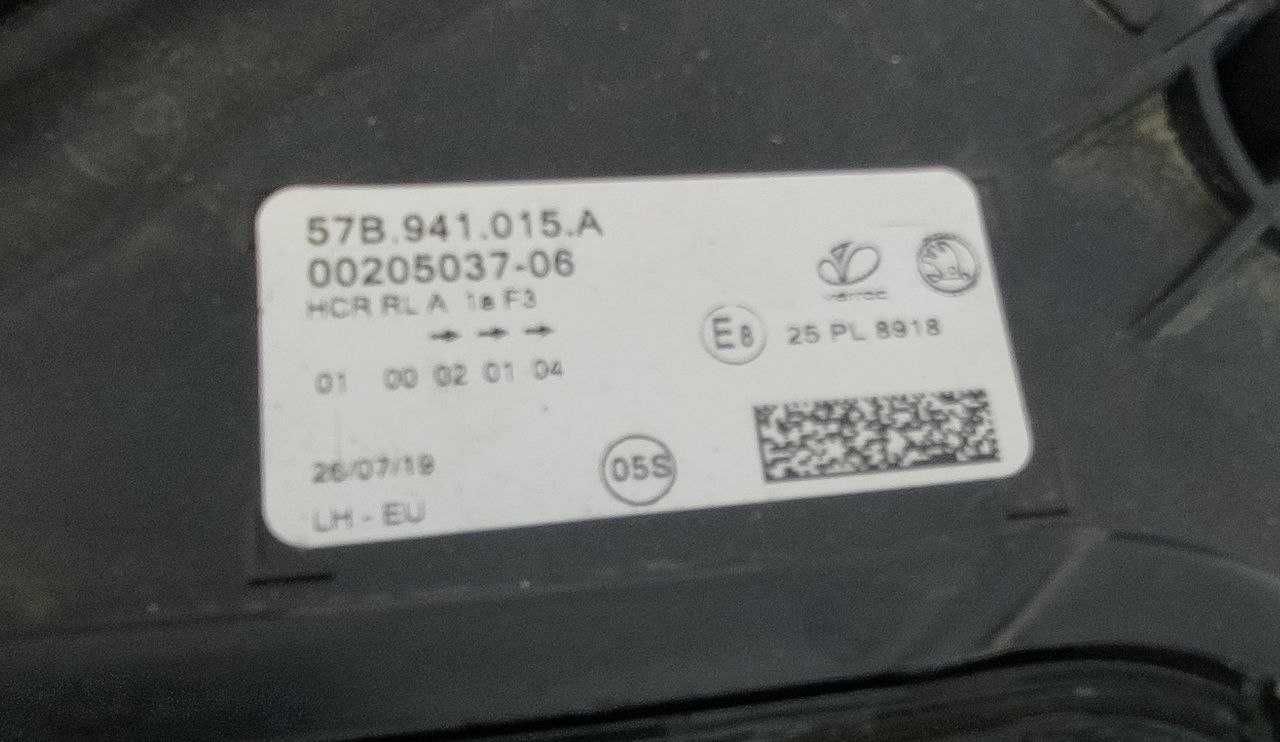 57B.941.015.A
00205037-06
HCR RL A 1a F3
varroc
E8 25 PL 8918
01 00 02 01 04
26/07/19
05S
LH - EU